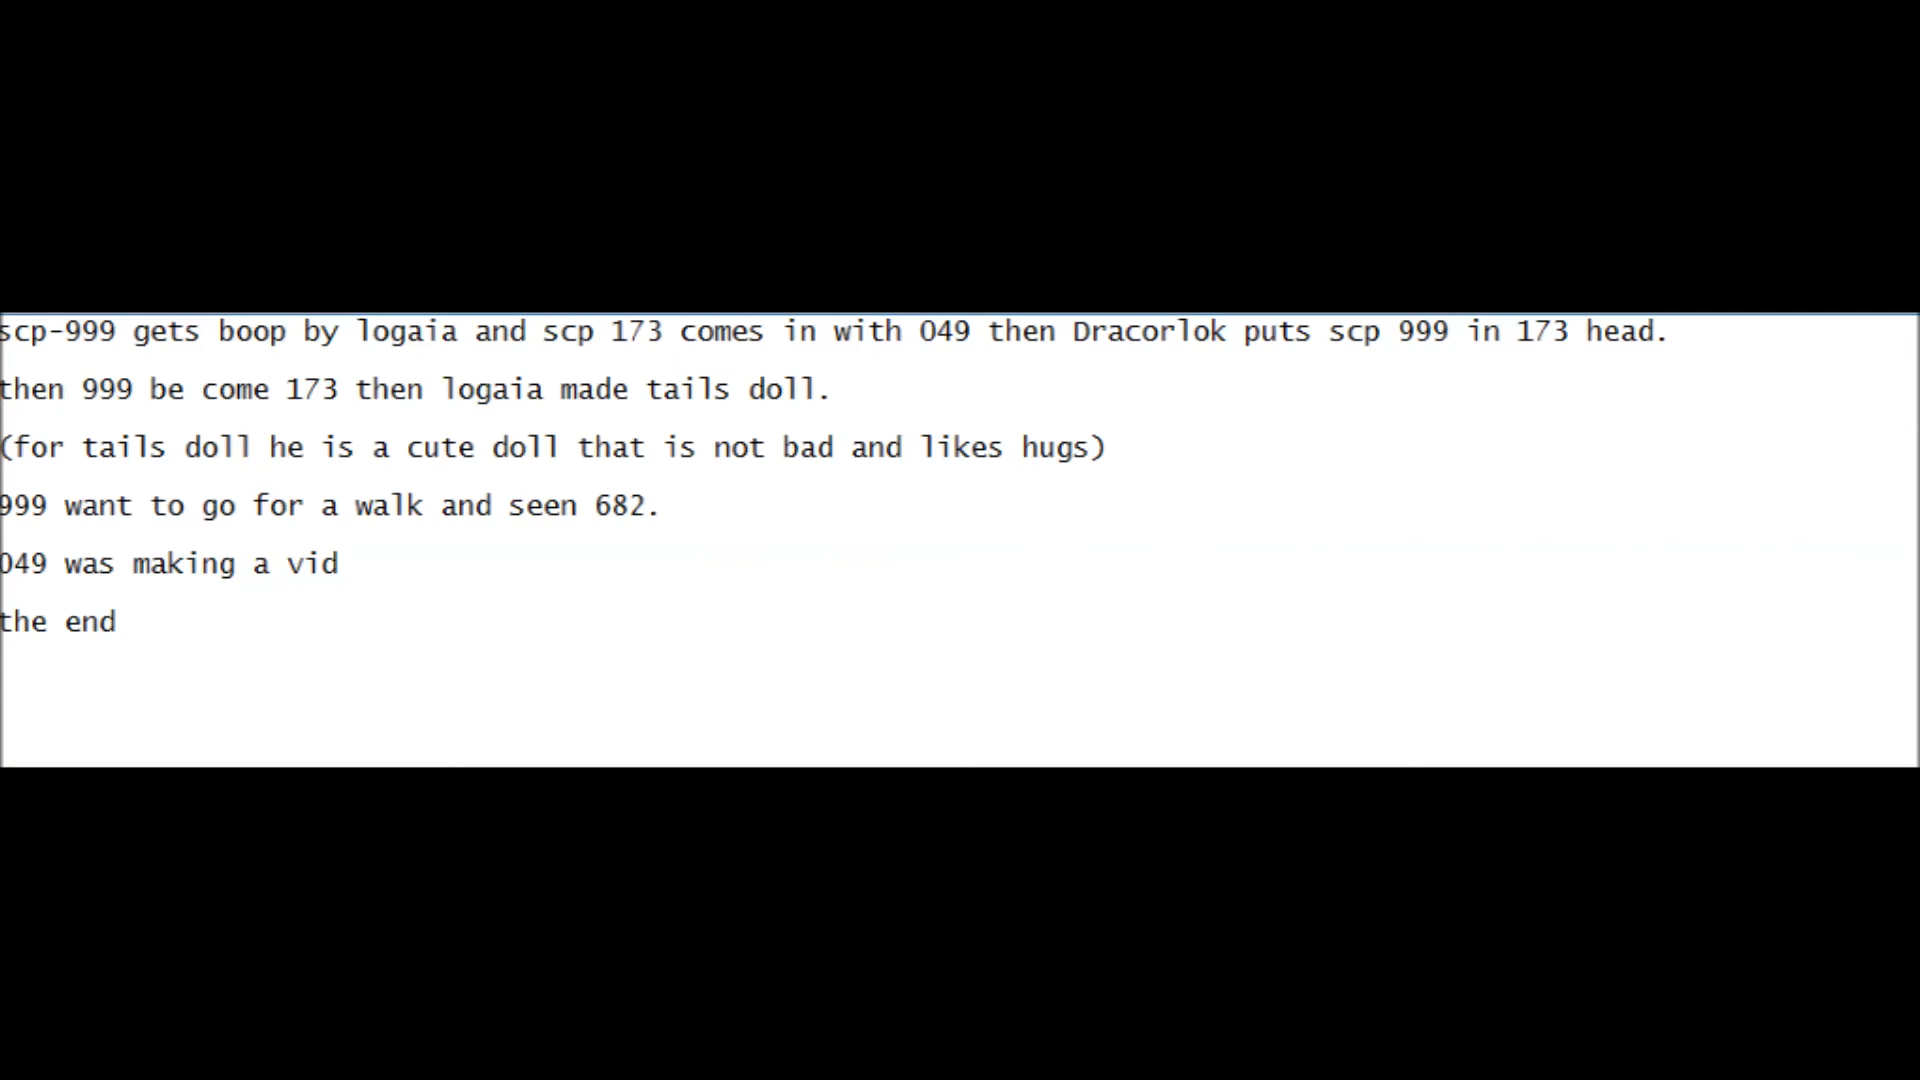 scp-999 gets boop by logaia and scp 173 comes in with 049 then Dracorlok puts scp 999 in 173 head.
then 999 be come 173 then logaia made tails doll.
(for tails doll he is a cute doll that is not bad and likes hugs)
999 want to go for a walk and seen 682.
049 was making a vid
the end